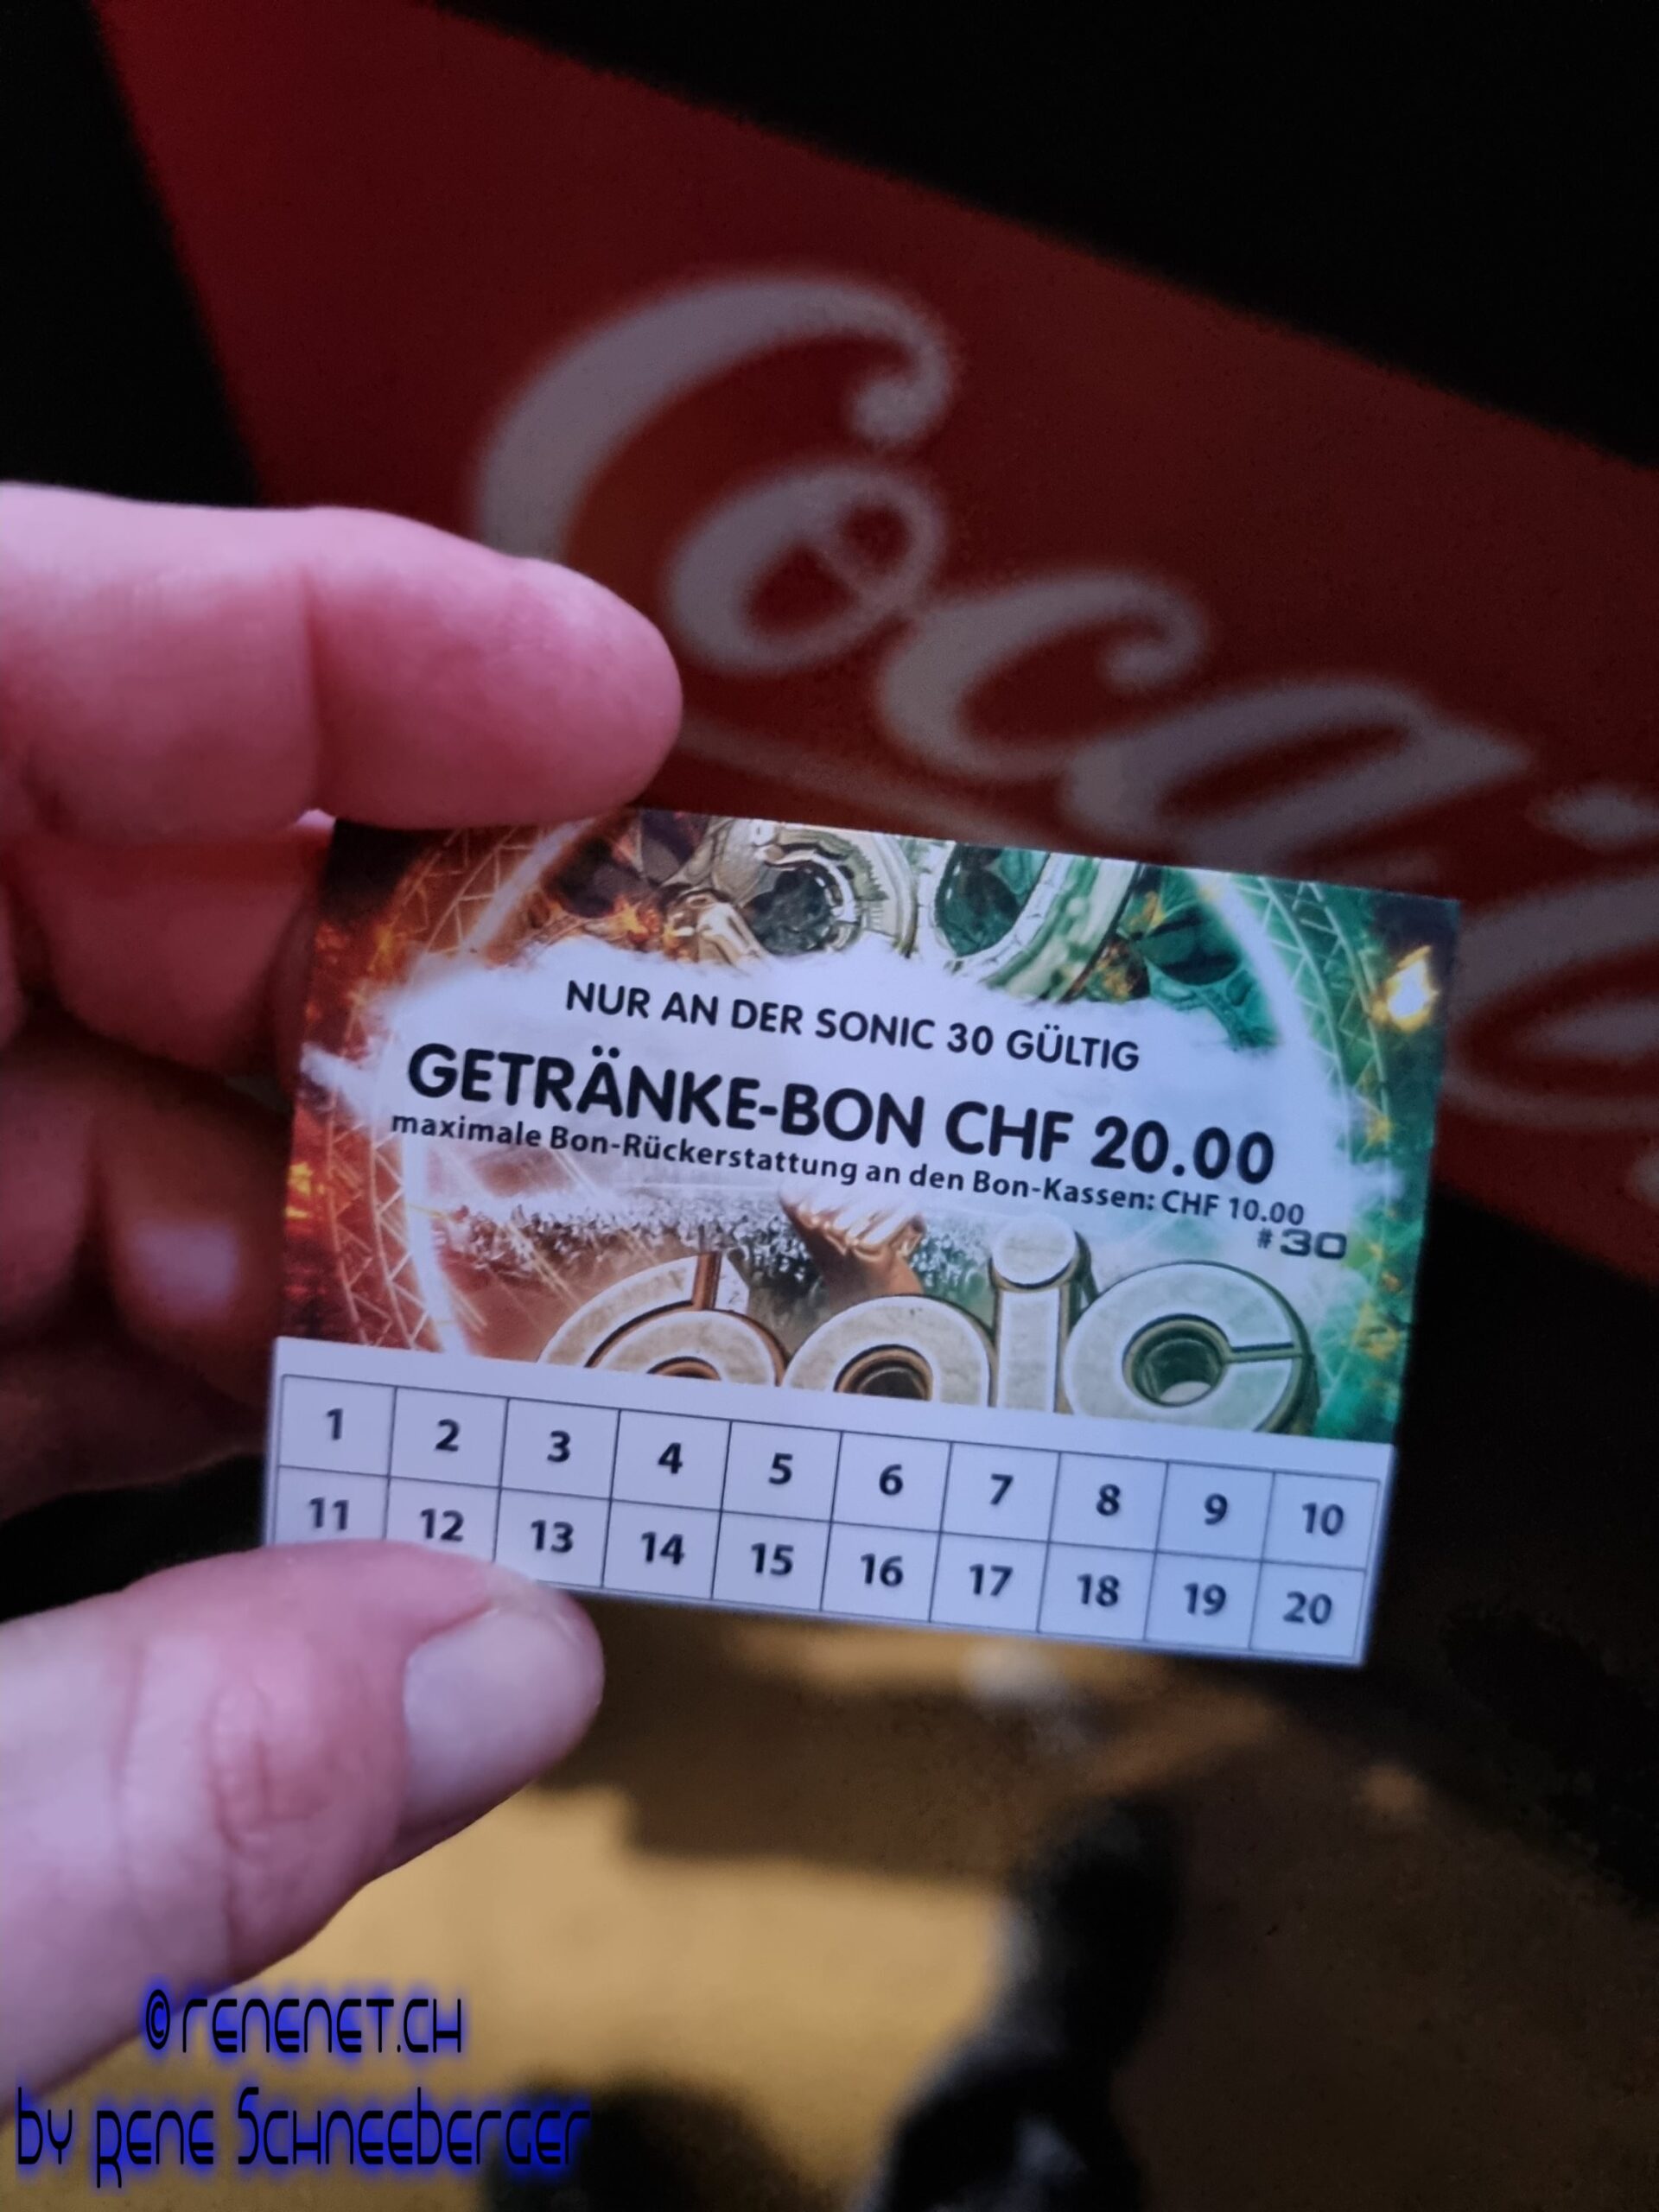 Coca
NUR AN DER SONIC 30 GÜLTIG
GETRÄNKE-BON CHF 20.00
maximale Bon-Rückerstattung an den Bon-Kassen: CHF 10.00
#30
1 2 3 4 5 6 7 8 9 10
11 12 13 14 15 16 17 18 19 20
©renenet.ch
by Rene Schneeberger